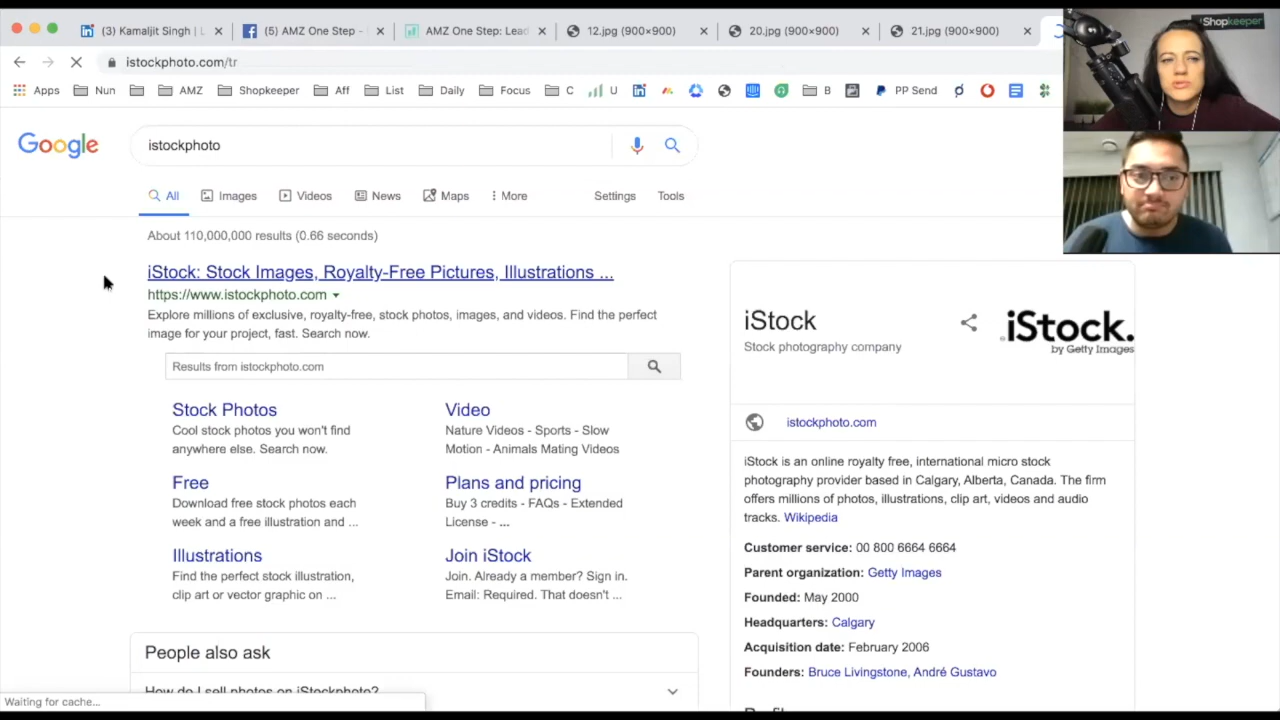 (3) Kamaljit Singh | L
(5) AMZ One Step -
AMZ One Step: Lead
12.jpg (900×900)
20.jpg (900×900)
21.jpg (900×900)
Shopkeeper
istockphoto.com/tr
Apps
Nun
AMZ
Shopkeeper
Aff
List
Daily
Focus
C
U
B
PP Send
Google
istockphoto
All
Images
Videos
News
Maps
More
Settings
Tools
About 110,000,000 results (0.66 seconds)
iStock: Stock Images, Royalty-Free Pictures, Illustrations ...
https://www.istockphoto.com
Explore millions of exclusive, royalty-free, stock photos, images, and videos. Find the perfect
image for your project, fast. Search now.
Results from istockphoto.com
Stock Photos
Cool stock photos you won't find
anywhere else. Search now.
Video
Nature Videos - Sports - Slow
Motion - Animals Mating Videos
Free
Download free stock photos each
week and a free illustration and ...
Plans and pricing
Buy 3 credits - FAQs - Extended
License - ...
Illustrations
Find the perfect stock illustration,
clip art or vector graphic on ...
Join iStock
Join. Already a member? Sign in.
Email: Required. That doesn't ...
People also ask
How do I sell photos on iStockphoto?
Waiting for cache...
iStock
Stock photography company
iStock.
by Getty Images
istockphoto.com
iStock is an online royalty free, international micro stock
photography provider based in Calgary, Alberta, Canada. The firm
offers millions of photos, illustrations, clip art, videos and audio
tracks. Wikipedia
Customer service: 00 800 6664 6664
Parent organization: Getty Images
Founded: May 2000
Headquarters: Calgary
Acquisition date: February 2006
Founders: Bruce Livingstone, André Gustavo